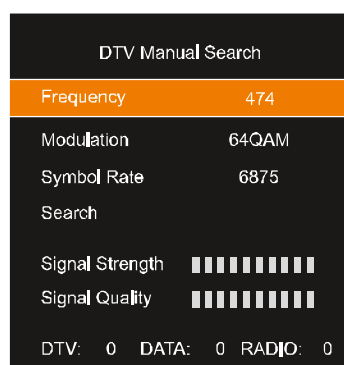 DTV Manual Search
Frequency 474
Modulation 64QAM
Symbol Rate 6875
Search
Signal Strength
Signal Quality
DTV: 0 DATA: 0 RADIO: 0